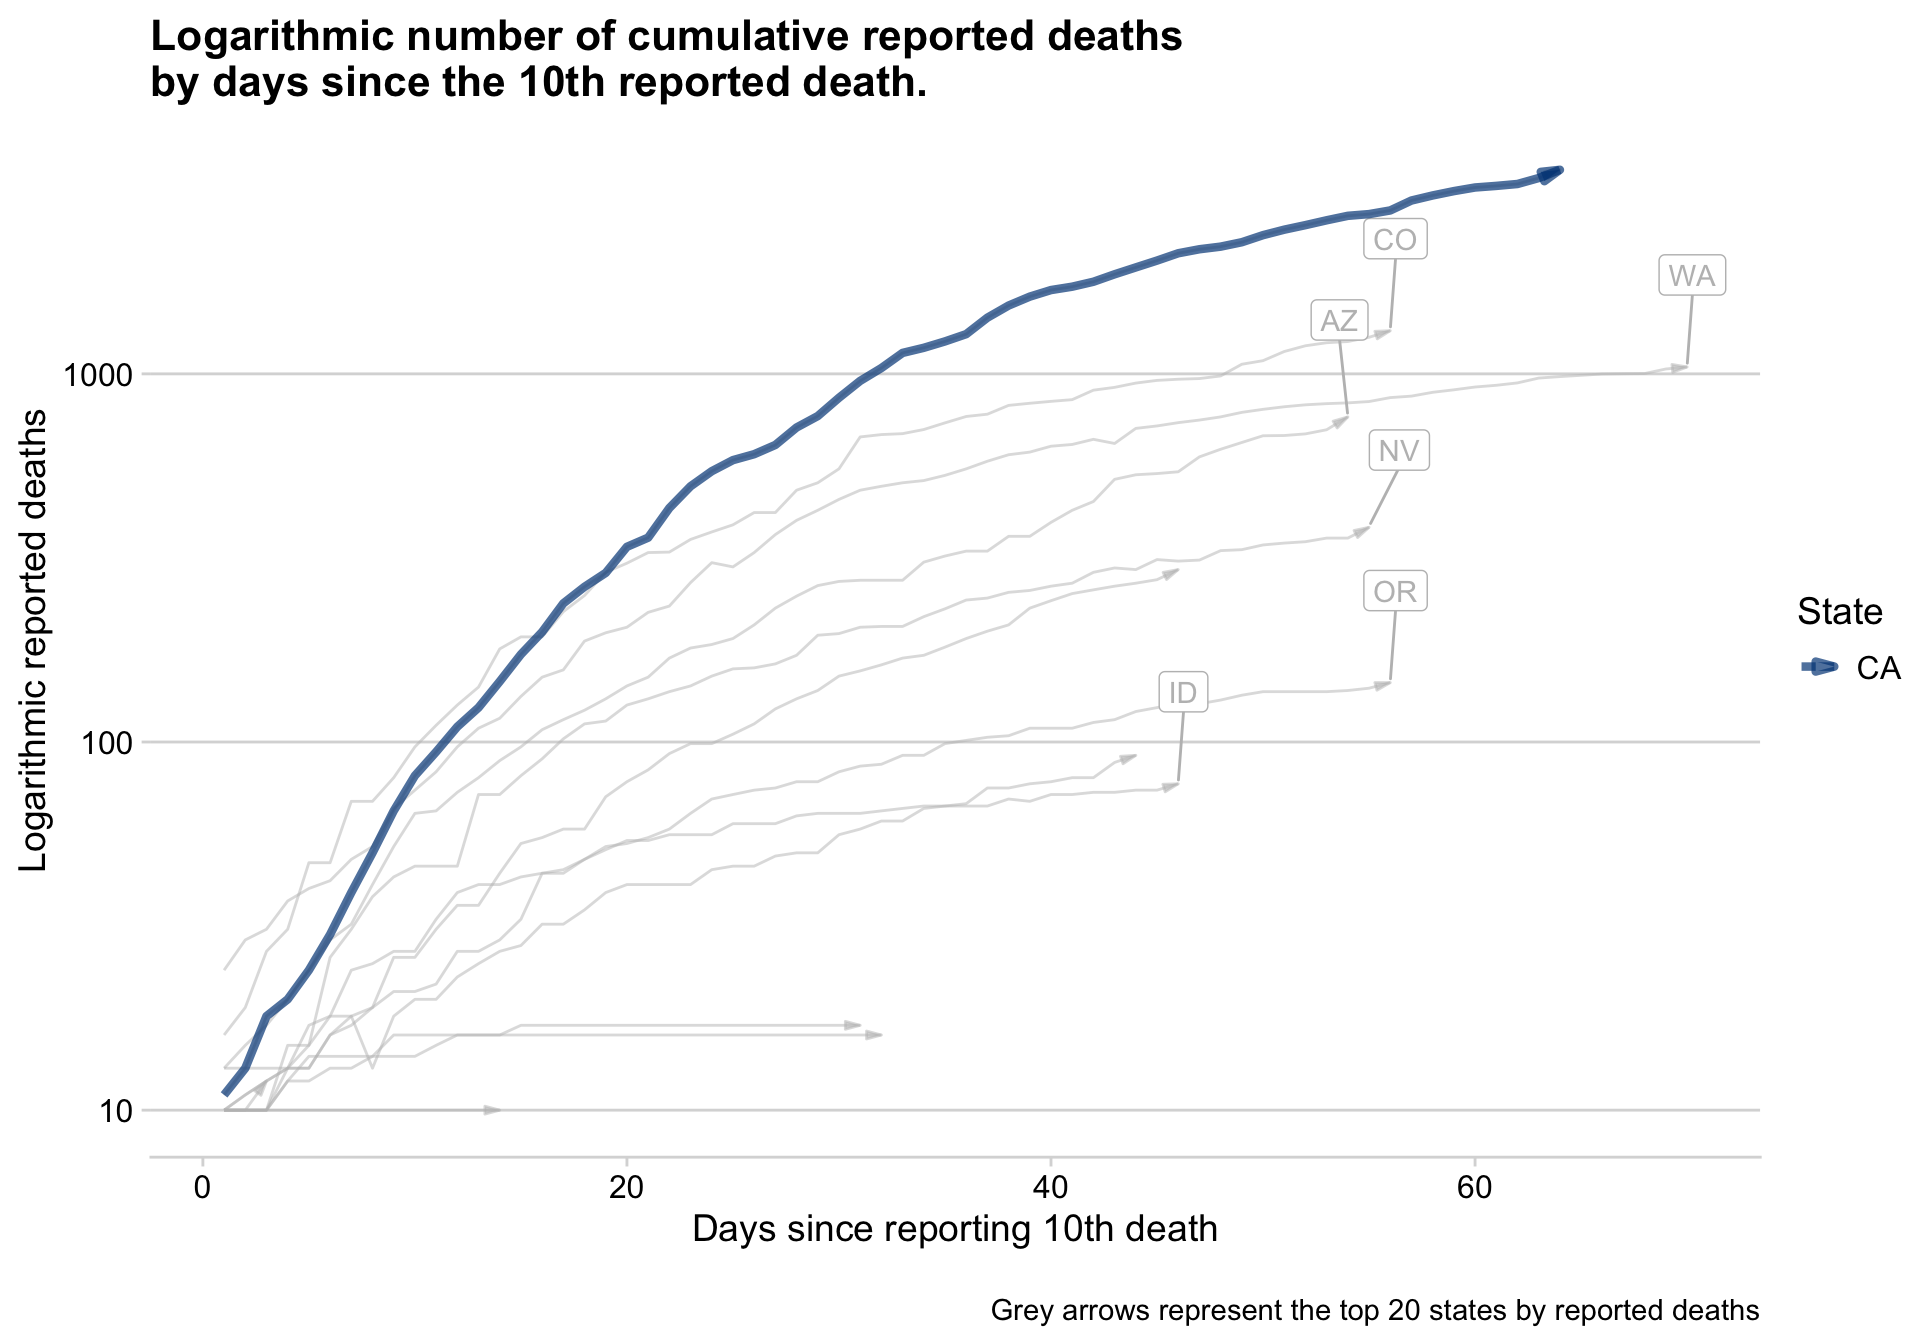 Logarithmic number of cumulative reported deaths
by days since the 10th reported death.
CO
WA
AZ
1000
NV
OR
State
CA
ID
100
10
Logarithmic reported deaths
0 20 40 60
Days since reporting 10th death
Grey arrows represent the top 20 states by reported deaths